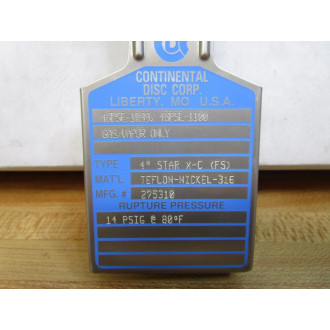 CONTINENTAL
DISC CORP.
LIBERTY, MO U.S.A.
GAS/VAPOR ONLY
TYPE 4" STAR X-C (FS)
MAT'L TEFLON-NICKEL-316
MFG. # 275310
RUPTURE PRESSURE
14 PSIG @ 80°F